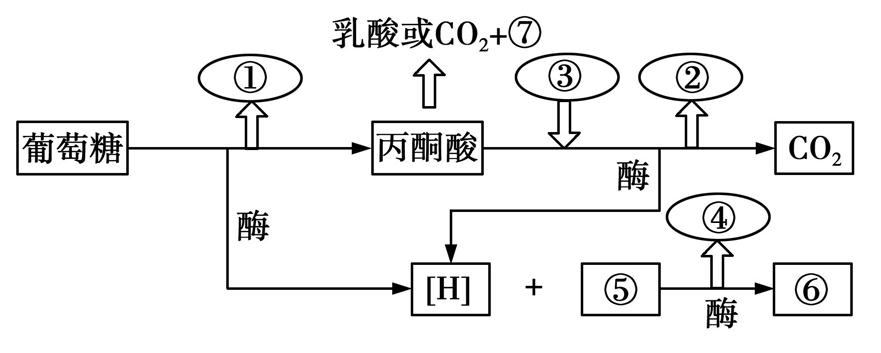 乳酸或CO₂+⑦
①
③
②
葡萄糖
丙酮酸
CO₂
酶
酶
④
[H] + ⑤
⑥
酶